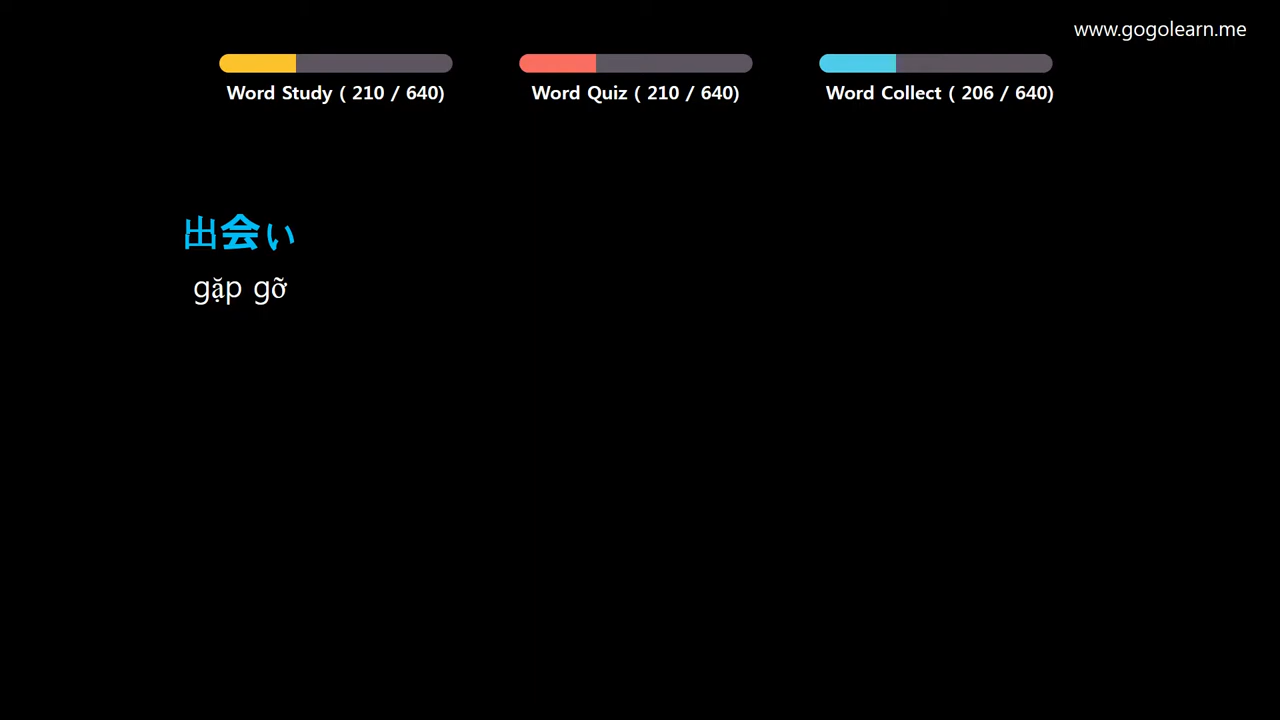 www.gogolearn.me
Word Study ( 210 / 640)
Word Quiz ( 210 / 640)
Word Collect ( 206 / 640)
出会い
gặp gỡ